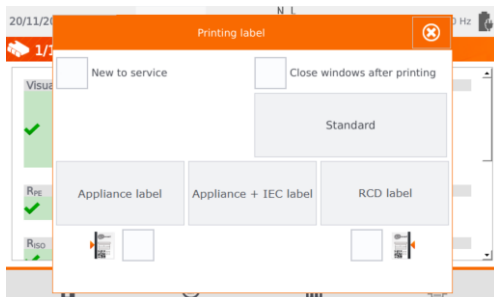 N L
20/11/20
Hz
Printing label
1/1
New to service
Close windows after printing
Visua
Standard
RPE
Appliance label
Appliance + IEC label
RCD label
RISO